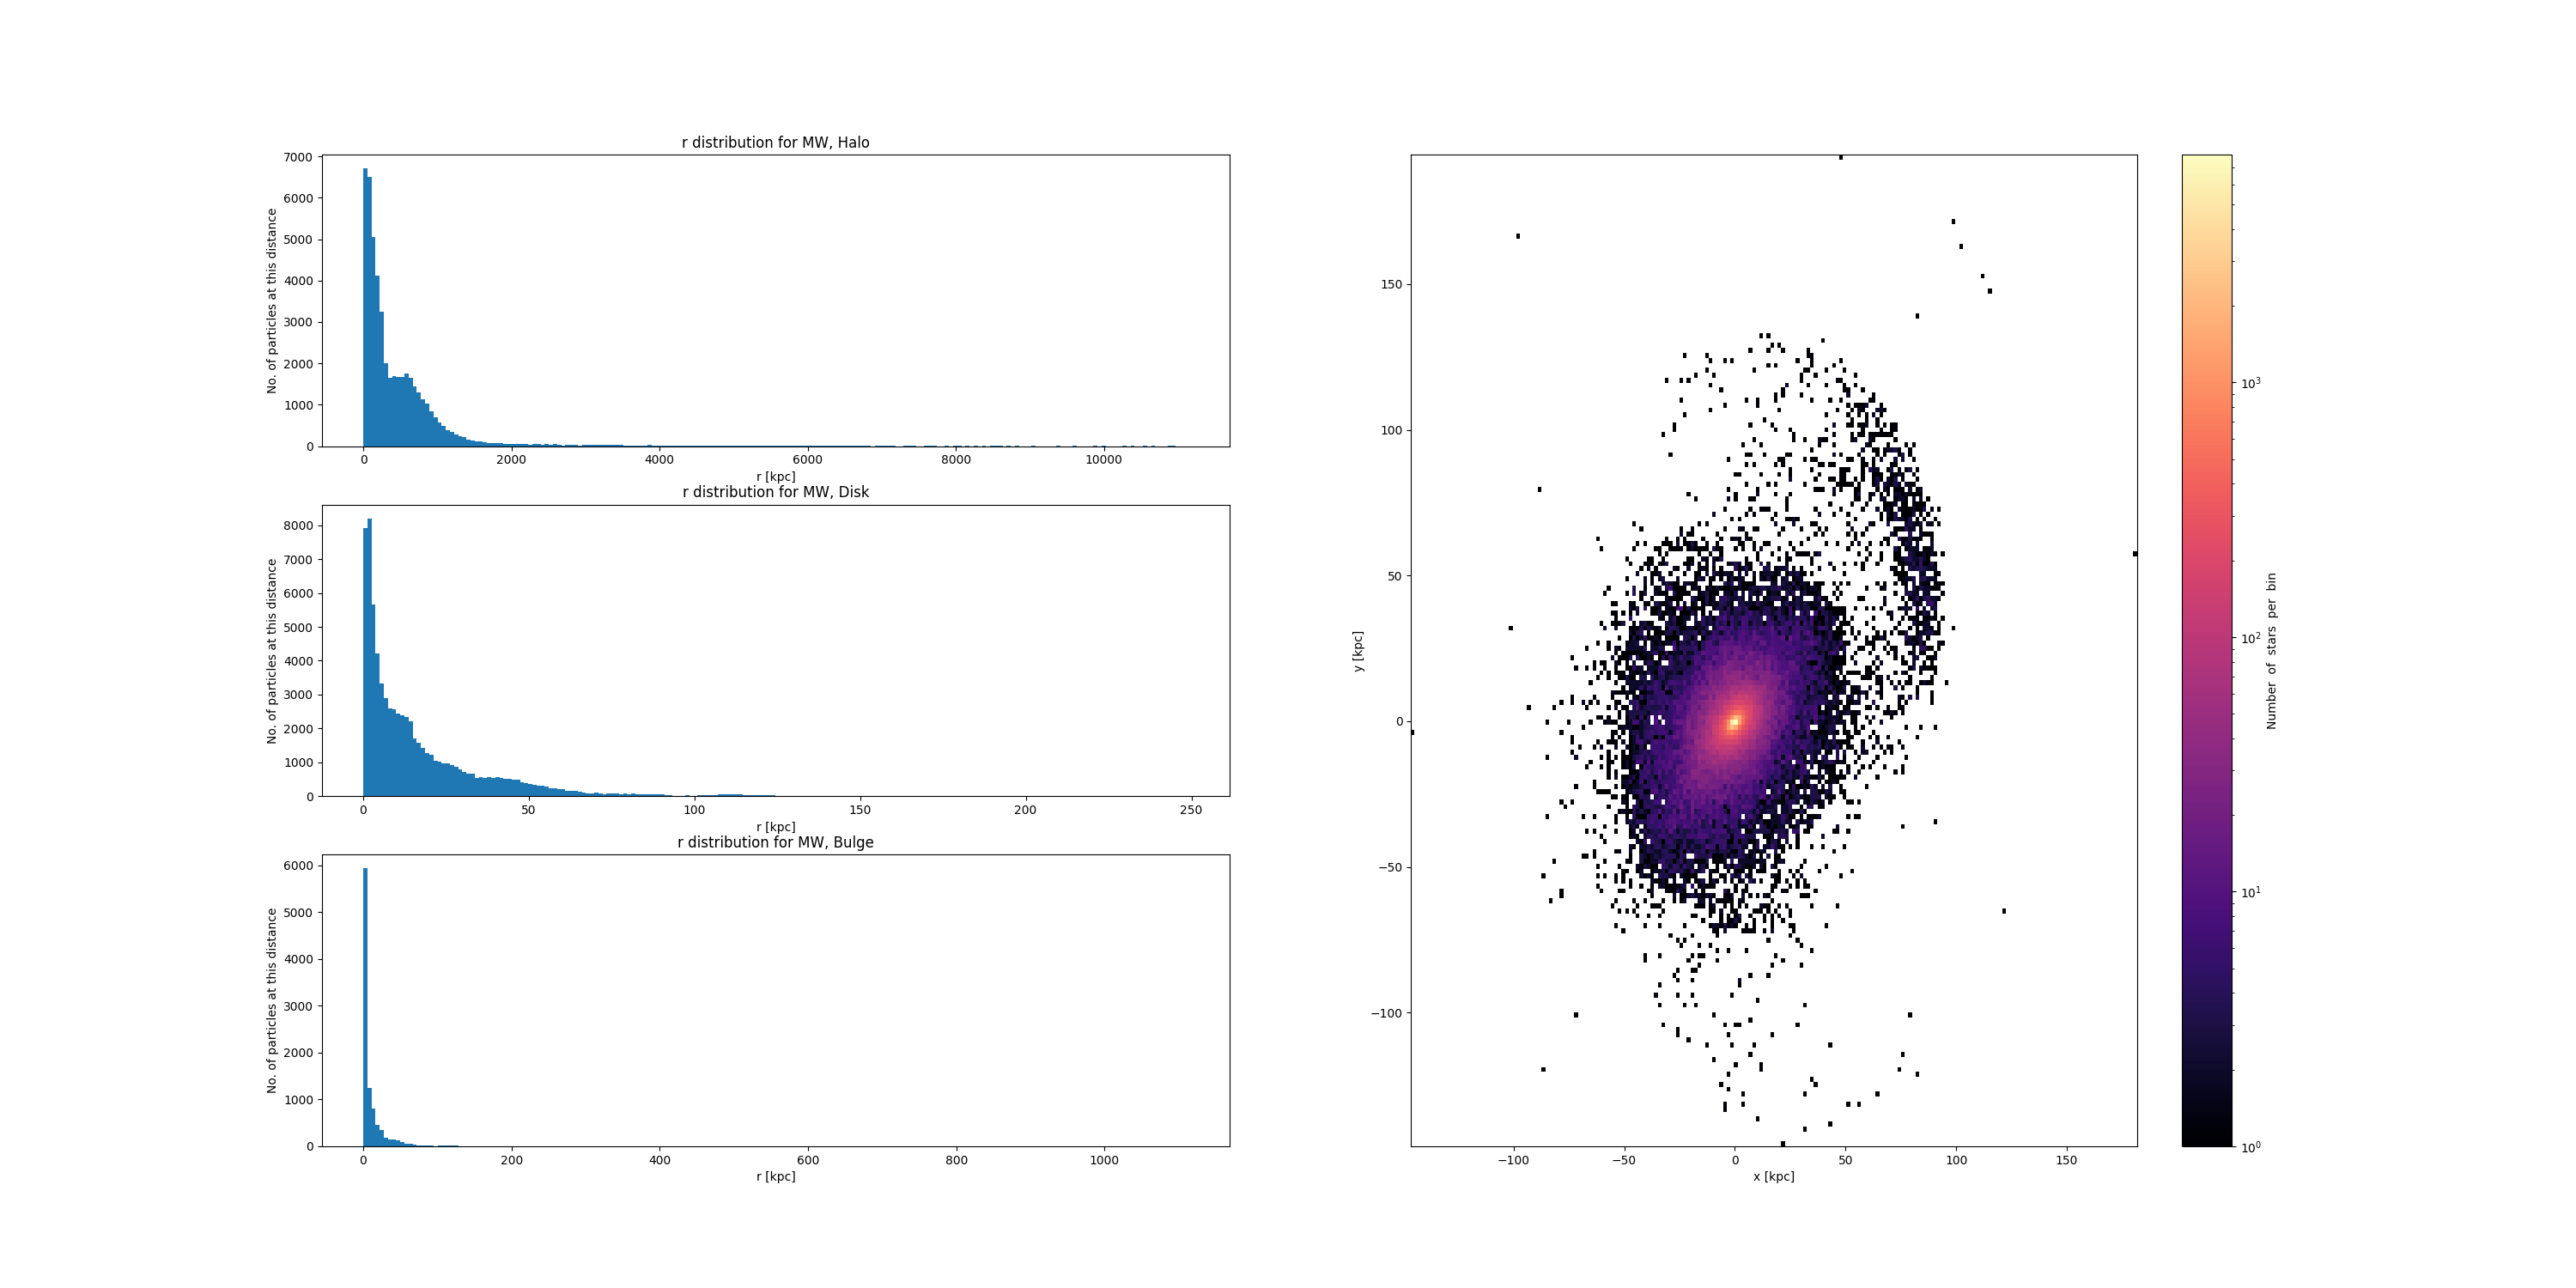 r distribution for MW, Halo
7000
6000
5000
4000
3000
2000
1000
0
No. of particles at this distance
0 2000 4000 6000 8000 10000
r [kpc]
r distribution for MW, Disk
8000
7000
6000
5000
4000
3000
2000
1000
0
No. of particles at this distance
0 50 100 150 200 250
r [kpc]
r distribution for MW, Bulge
6000
5000
4000
3000
2000
1000
0
No. of particles at this distance
0 200 400 600 800 1000
r [kpc]
150
100
50
0
−50
−100
y [kpc]
−100 −50 0 50 100 150
x [kpc]
10³
10²
10¹
10⁰
Number of stars per bin